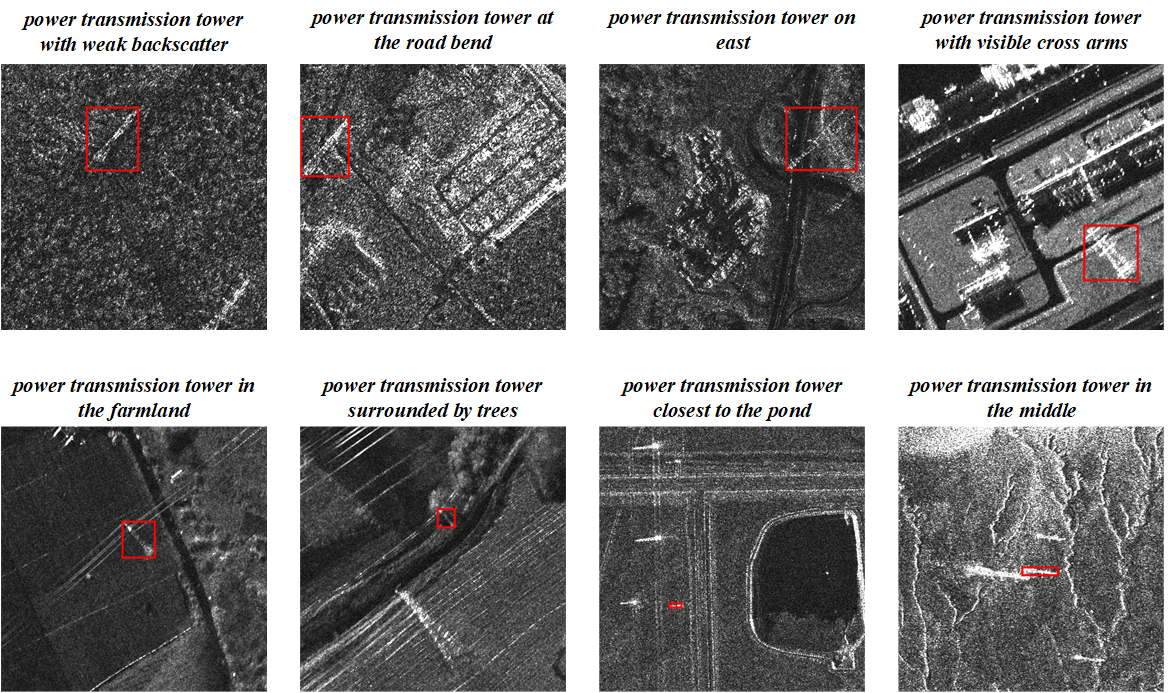 power transmission tower
with weak backscatter
power transmission tower at
the road bend
power transmission tower on
east
power transmission tower
with visible cross arms
power transmission tower in
the farmland
power transmission tower
surrounded by trees
power transmission tower
closest to the pond
power transmission tower in
the middle